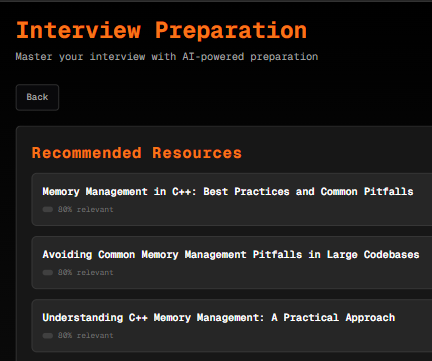 Interview Preparation
Master your interview with AI-powered preparation
Back
Recommended Resources
Memory Management in C++: Best Practices and Common Pitfalls
80% relevant
Avoiding Common Memory Management Pitfalls in Large Codebases
80% relevant
Understanding C++ Memory Management: A Practical Approach
80% relevant